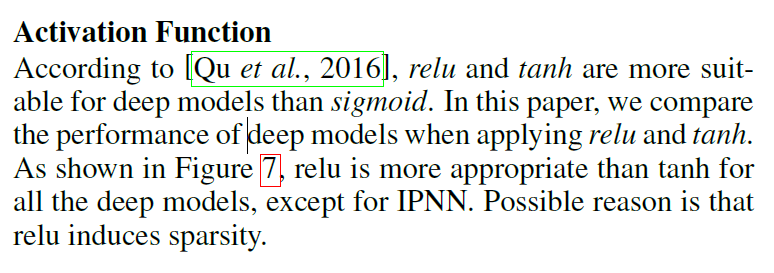 Activation Function
According to [Qu et al., 2016], relu and tanh are more suit-
able for deep models than sigmoid. In this paper, we compare
the performance of deep models when applying relu and tanh.
As shown in Figure 7, relu is more appropriate than tanh for
all the deep models, except for IPNN. Possible reason is that
relu induces sparsity.